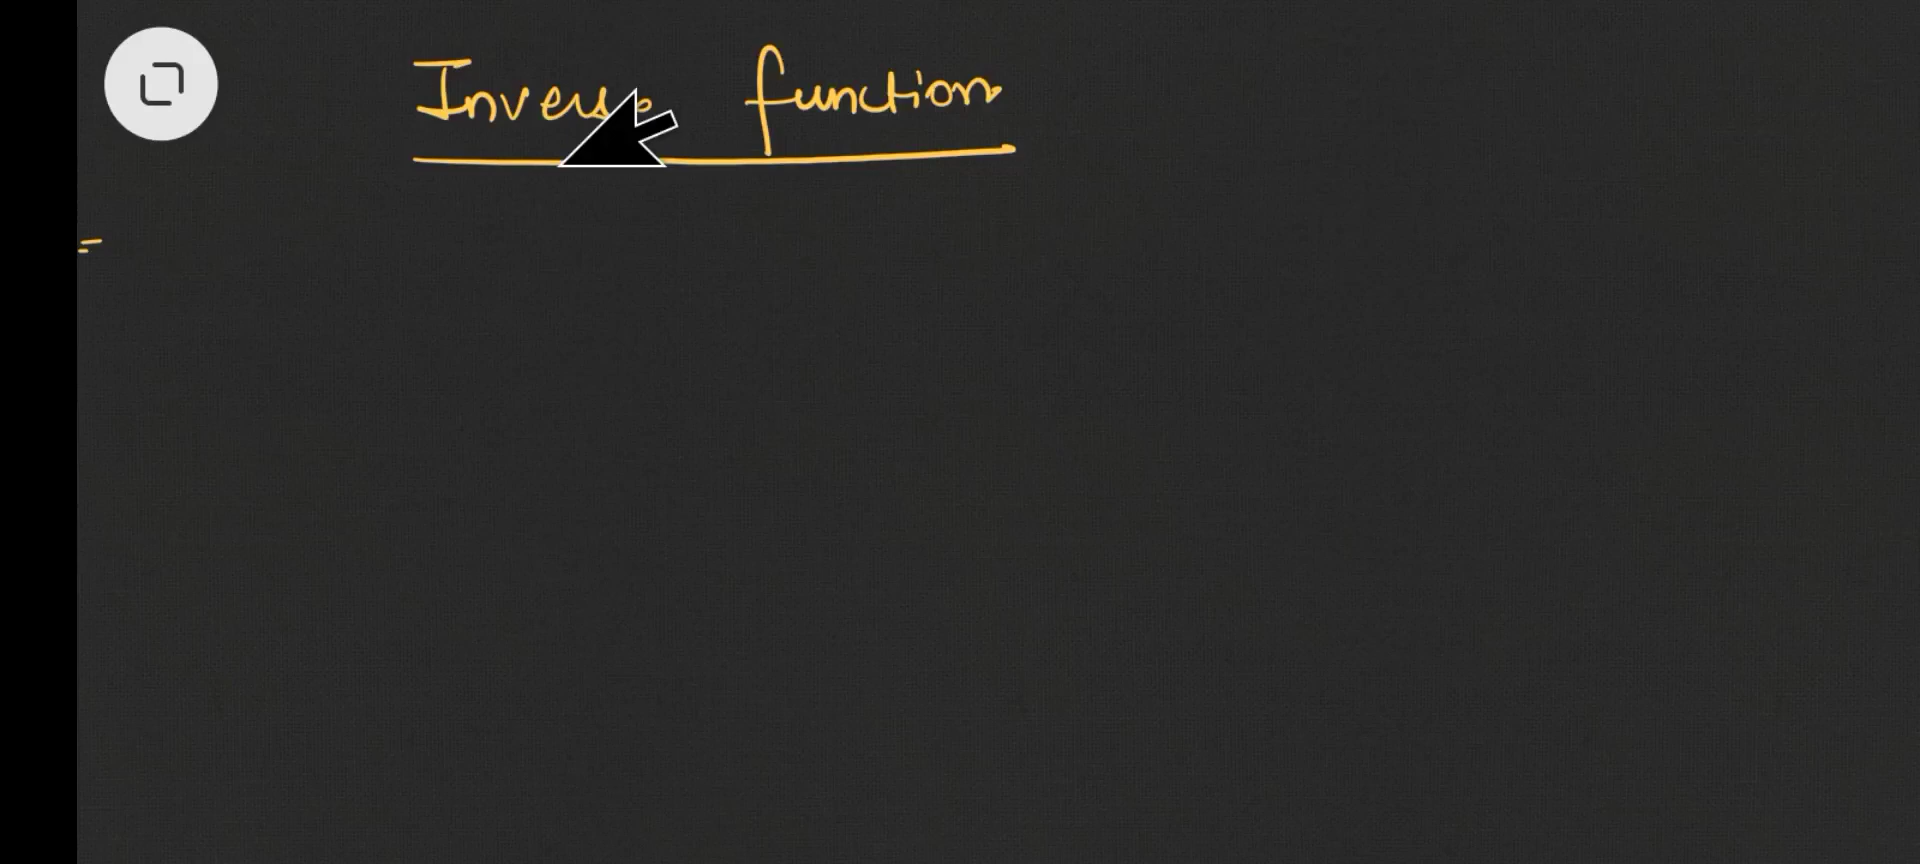 Inverse function
=